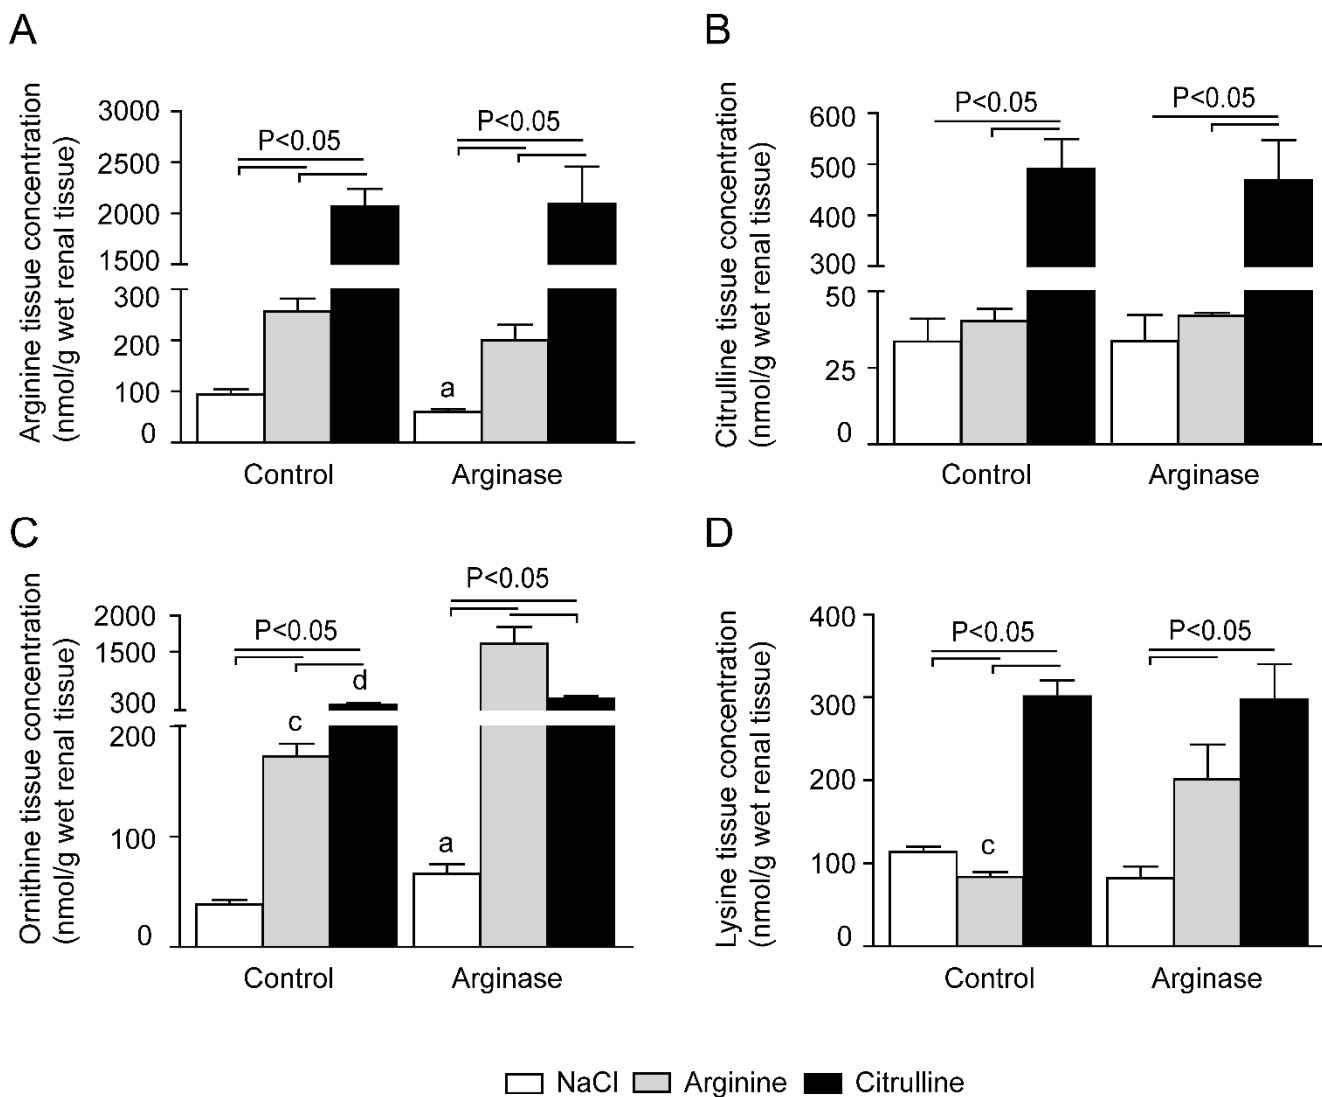 A
Arginine tissue concentration
(nmol/g wet renal tissue)
3000
2500
2000
1500
300
200
100
0
P<0.05
P<0.05
a
Control
Arginase
B
Citrulline tissue concentration
(nmol/g wet renal tissue)
600
500
400
300
50
25
0
P<0.05
P<0.05
Control
Arginase
C
Ornithine tissue concentration
(nmol/g wet renal tissue)
2000
1500
300
200
100
0
P<0.05
P<0.05
c
d
a
Control
Arginase
D
Lysine tissue concentration
(nmol/g wet renal tissue)
400
300
200
100
0
P<0.05
P<0.05
c
Control
Arginase
NaCl
Arginine
Citrulline